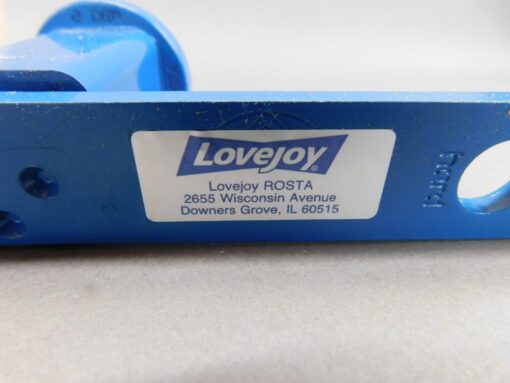 Lovejoy®
Lovejoy ROSTA
2655 Wisconsin Avenue
Downers Grove, IL 60515